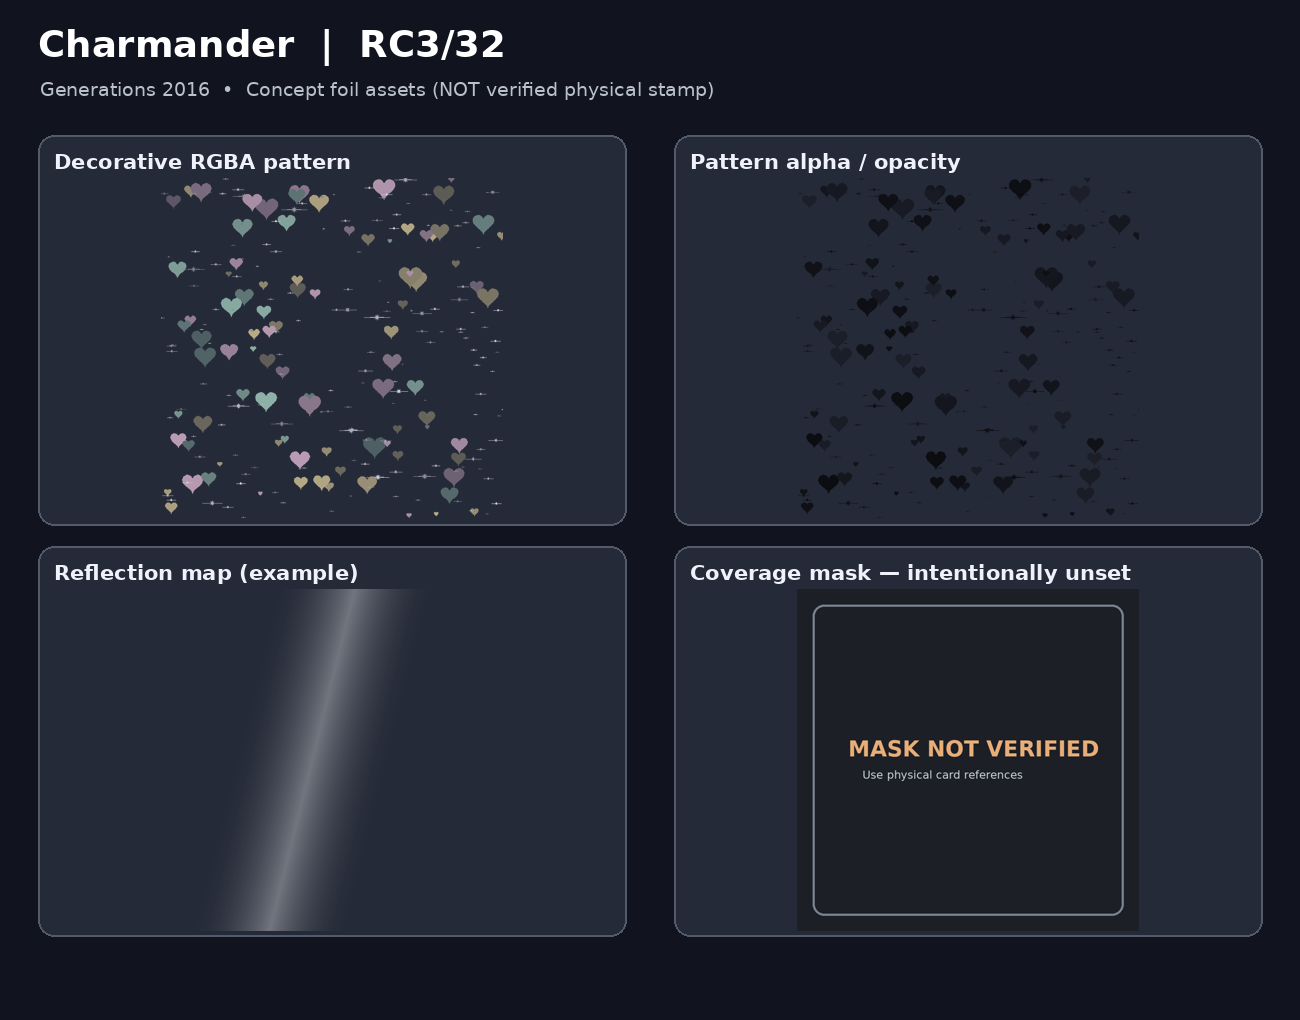 Charmander | RC3/32
Generations 2016 • Concept foil assets (NOT verified physical stamp)
Decorative RGBA pattern
Pattern alpha / opacity
Reflection map (example)
Coverage mask — intentionally unset
MASK NOT VERIFIED
Use physical card references